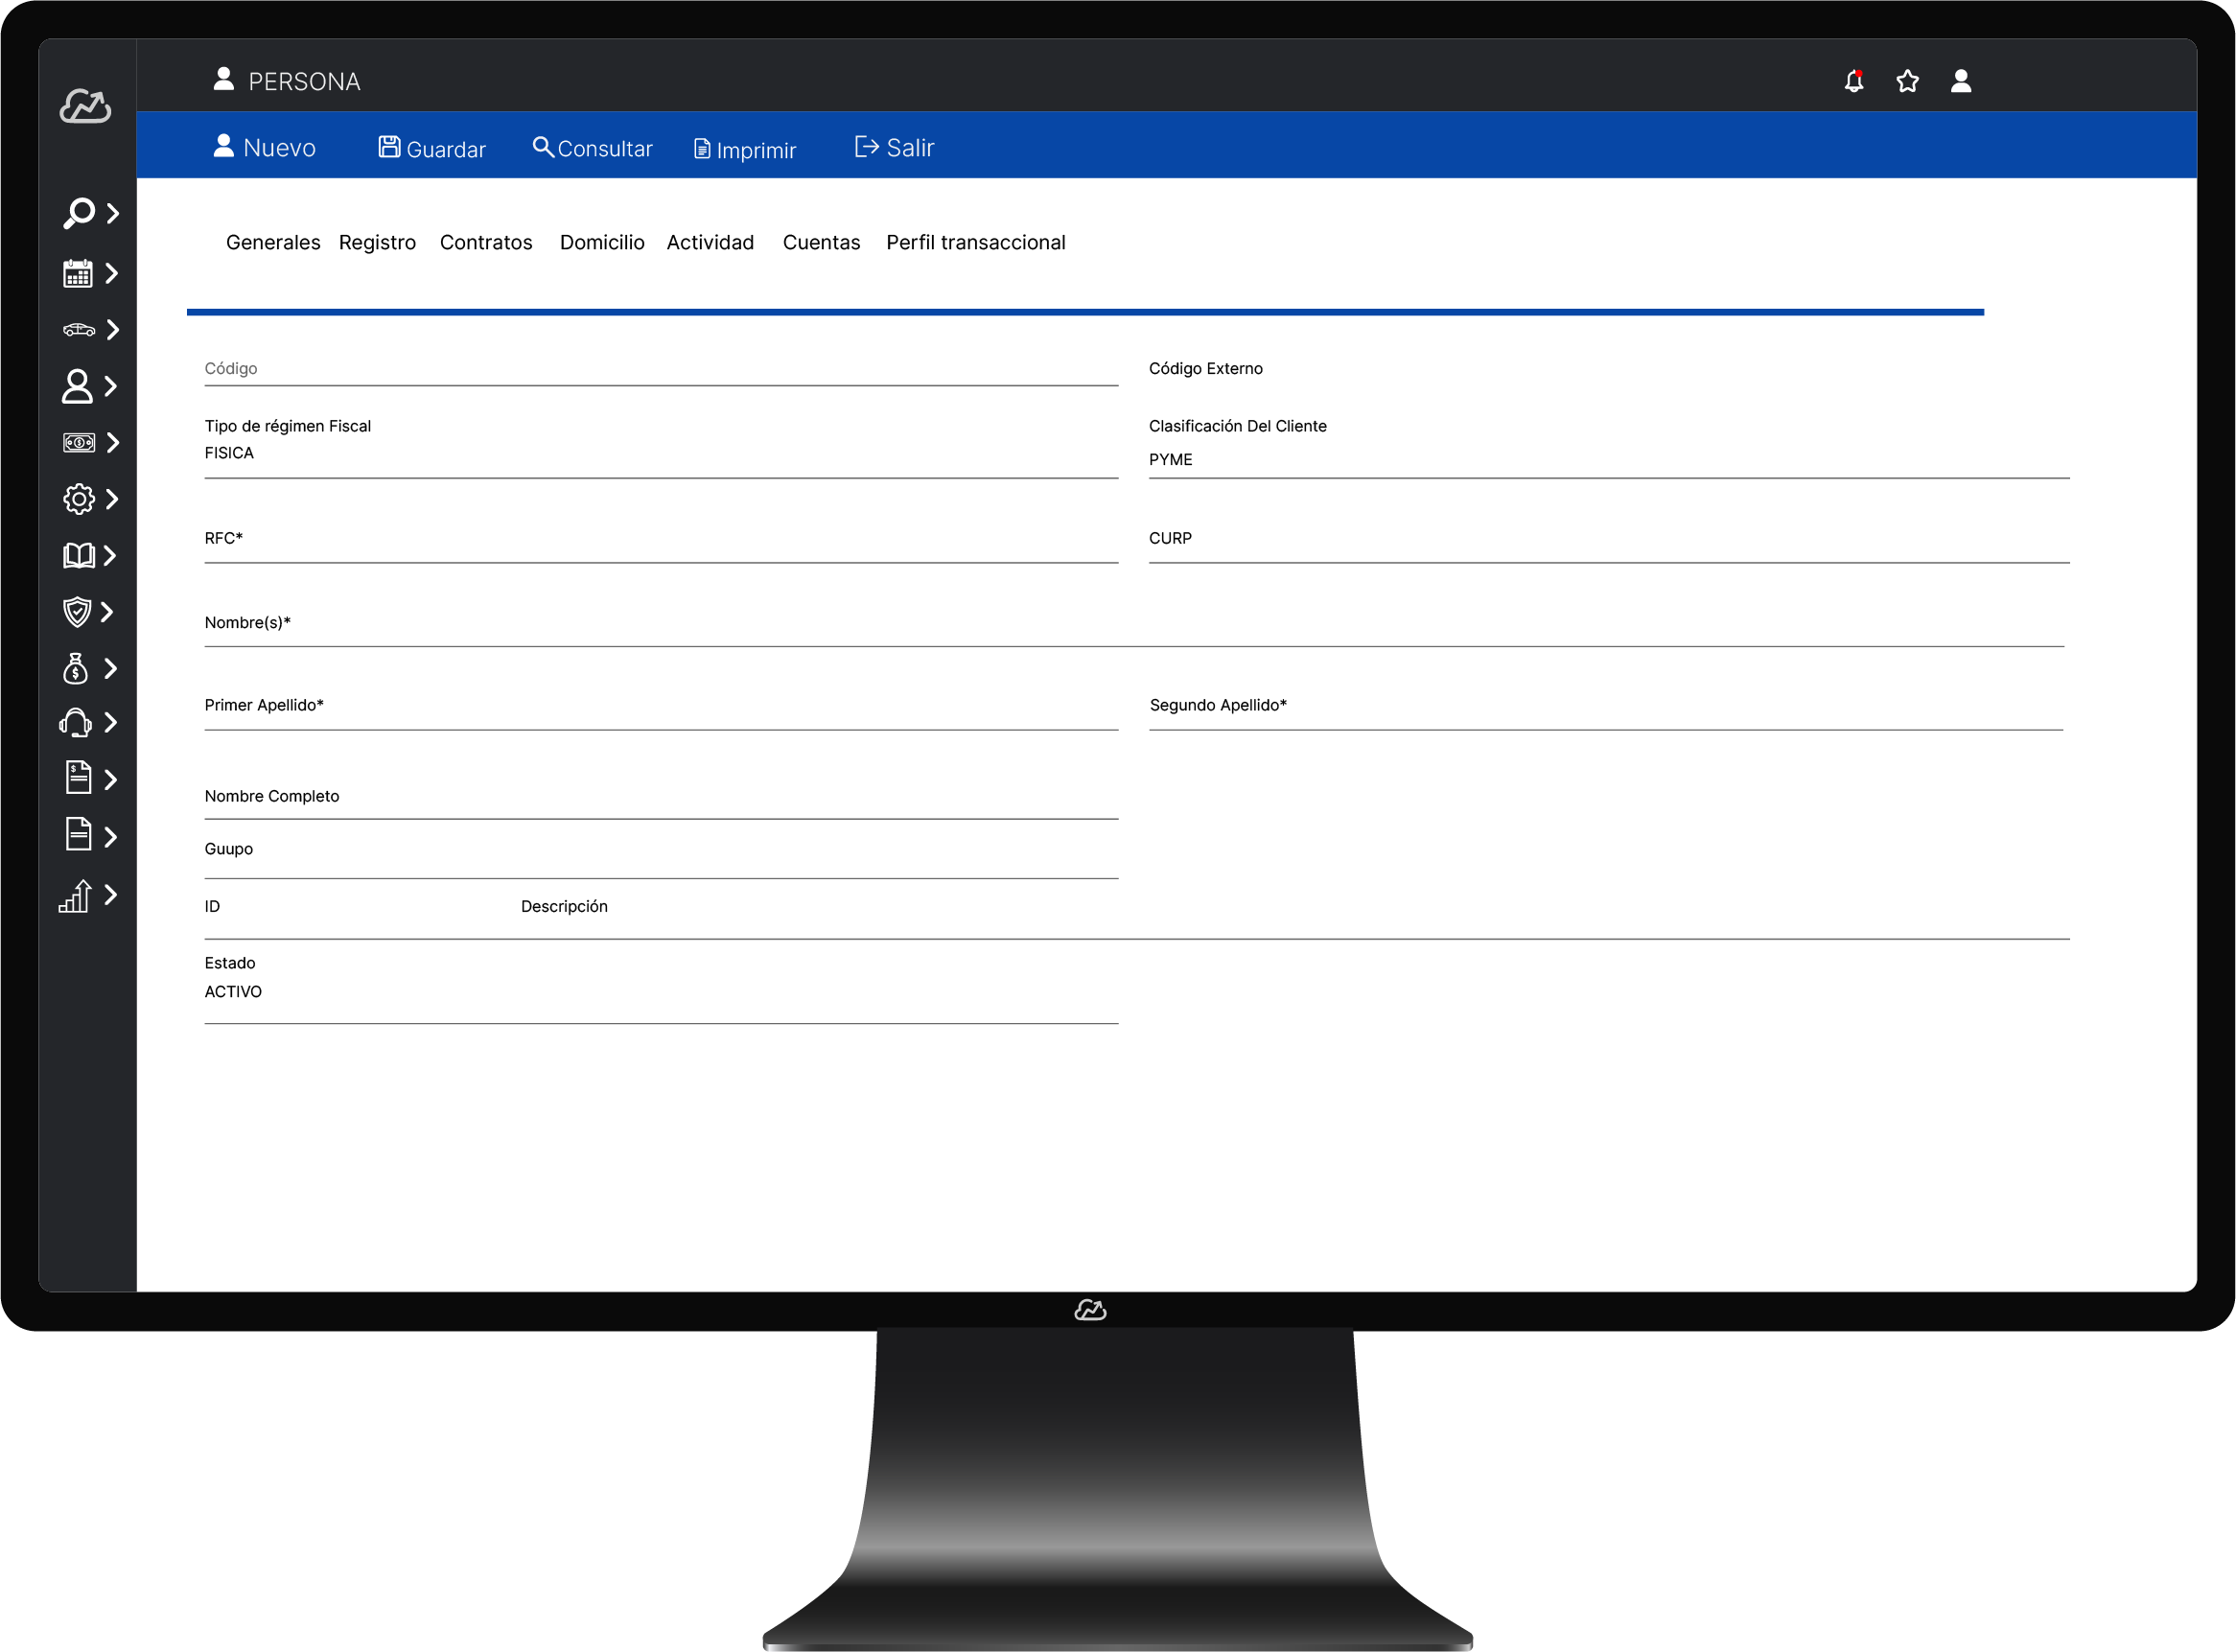 PERSONA
Nuevo Guardar Consultar Imprimir Salir
Generales Registro Contratos Domicilio Actividad Cuentas Perfil transaccional
Código Código Externo
Tipo de régimen Fiscal Clasificación Del Cliente
FISICA PYME
RFC* CURP
Nombre(s)*
Primer Apellido* Segundo Apellido*
Nombre Completo
Guupo
ID Descripción
Estado
ACTIVO